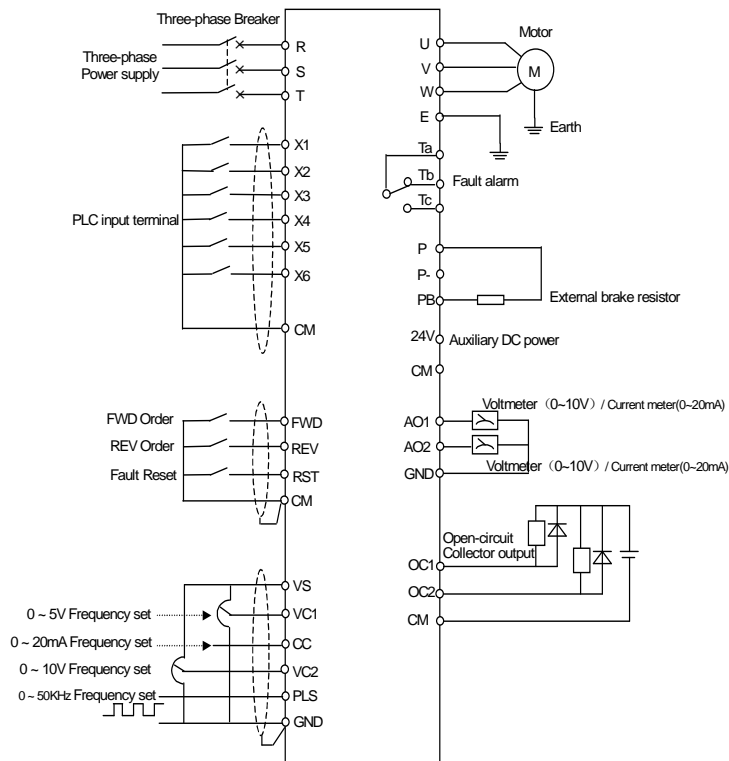 Three-phase Breaker
Three-phase
Power supply
R
S
T
X1
X2
X3
PLC input terminal
X4
X5
X6
CM
FWD Order
FWD
REV Order
REV
Fault Reset
RST
CM
VS
0 ~ 5V Frequency set
VC1
0 ~ 20mA Frequency set
CC
0 ~ 10V Frequency set
VC2
0 ~ 50KHz Frequency set
PLS
GND
U
Motor
V
M
W
E
Earth
Ta
Tb
Fault alarm
Tc
P
P-
PB
External brake resistor
24V
Auxiliary DC power
CM
Voltmeter（0~10V）/ Current meter(0~20mA)
AO1
AO2
GND
Voltmeter（0~10V）/ Current meter(0~20mA)
Open-circuit
Collector output
OC1
OC2
CM